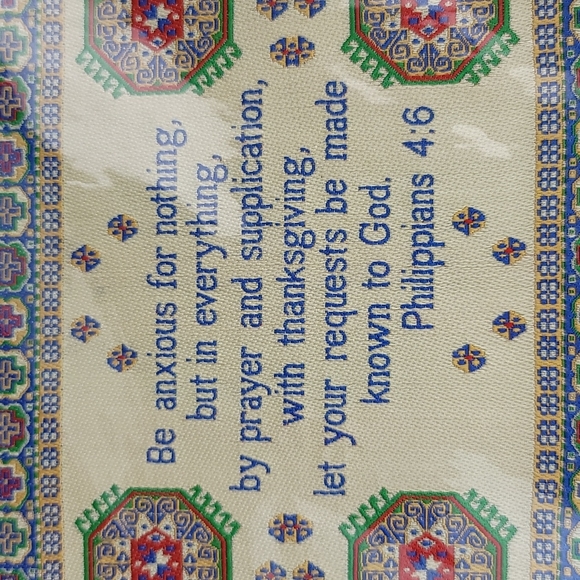 Be anxious for nothing,
but in everything,
by prayer and supplication,
with thanksgiving,
let your requests be made
known to God.
Philippians 4:6